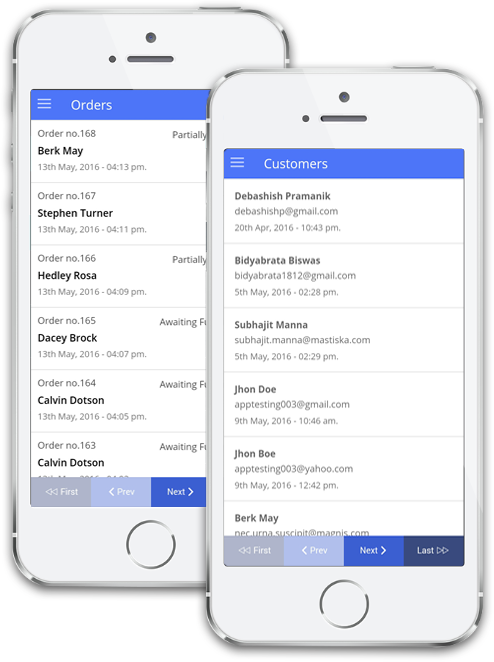 Orders
Order no.168 Partially
Berk May
13th May, 2016 - 04:13 pm.
Order no.167
Stephen Turner
13th May, 2016 - 04:11 pm.
Order no.166 Partially
Hedley Rosa
13th May, 2016 - 04:09 pm.
Order no.165 Awaiting
Dacey Brock
13th May, 2016 - 04:07 pm.
Order no.164 Awaiting
Calvin Dotson
13th May, 2016 - 04:05 pm.
Order no.163 Awaiting
Calvin Dotson
First Prev Next
Customers
Debashish Pramanik
debashishp@gmail.com
20th Apr, 2016 - 10:43 pm.
Bidyabrata Biswas
bidyabrata1812@gmail.com
5th May, 2016 - 02:28 pm.
Subhajit Manna
subhajit.manna@mastiska.com
5th May, 2016 - 02:29 pm.
Jhon Doe
apptesting003@gmail.com
9th May, 2016 - 10:46 am.
Jhon Boe
apptesting003@yahoo.com
9th May, 2016 - 12:42 pm.
Berk May
nec.urna.suscipit@magnis.com
First Prev Next Last